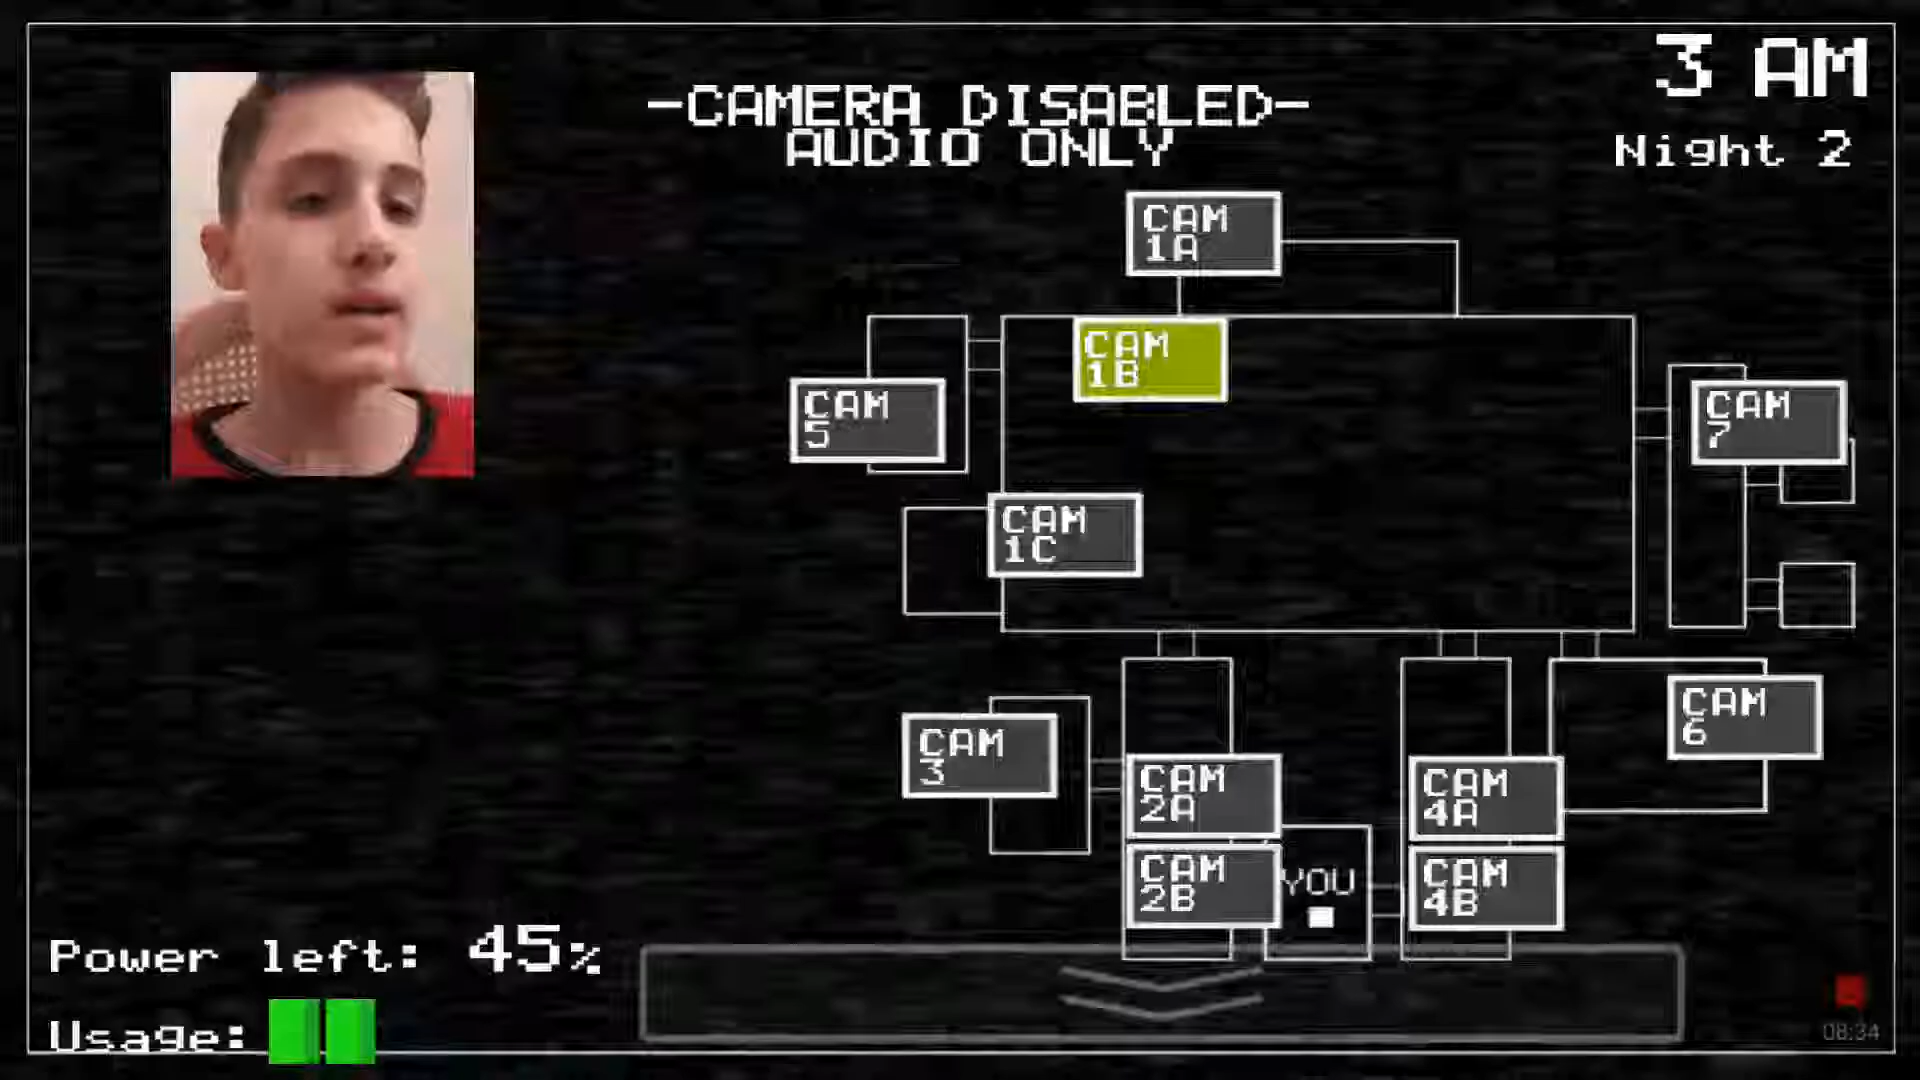 3 AM
-CAMERA DISABLED-
AUDIO ONLY
Night 2
CAM
1A
CAM
1B
CAM
5
CAM
7
CAM
1C
CAM
6
CAM
3
CAM
2A
CAM
4A
CAM
2B
YOU
CAM
4B
Power left: 45%
Usage:
08:34